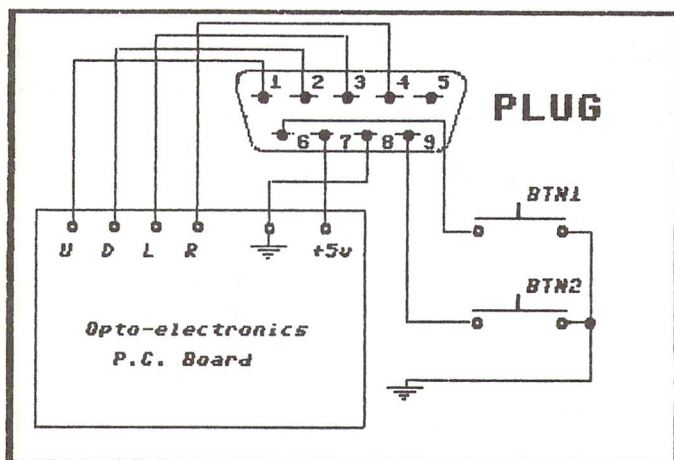 1 2 3 4 5
PLUG
6 7 8 9
BTN1
U D L R +5v
BTN2
Opto-electronics
P.C. Board